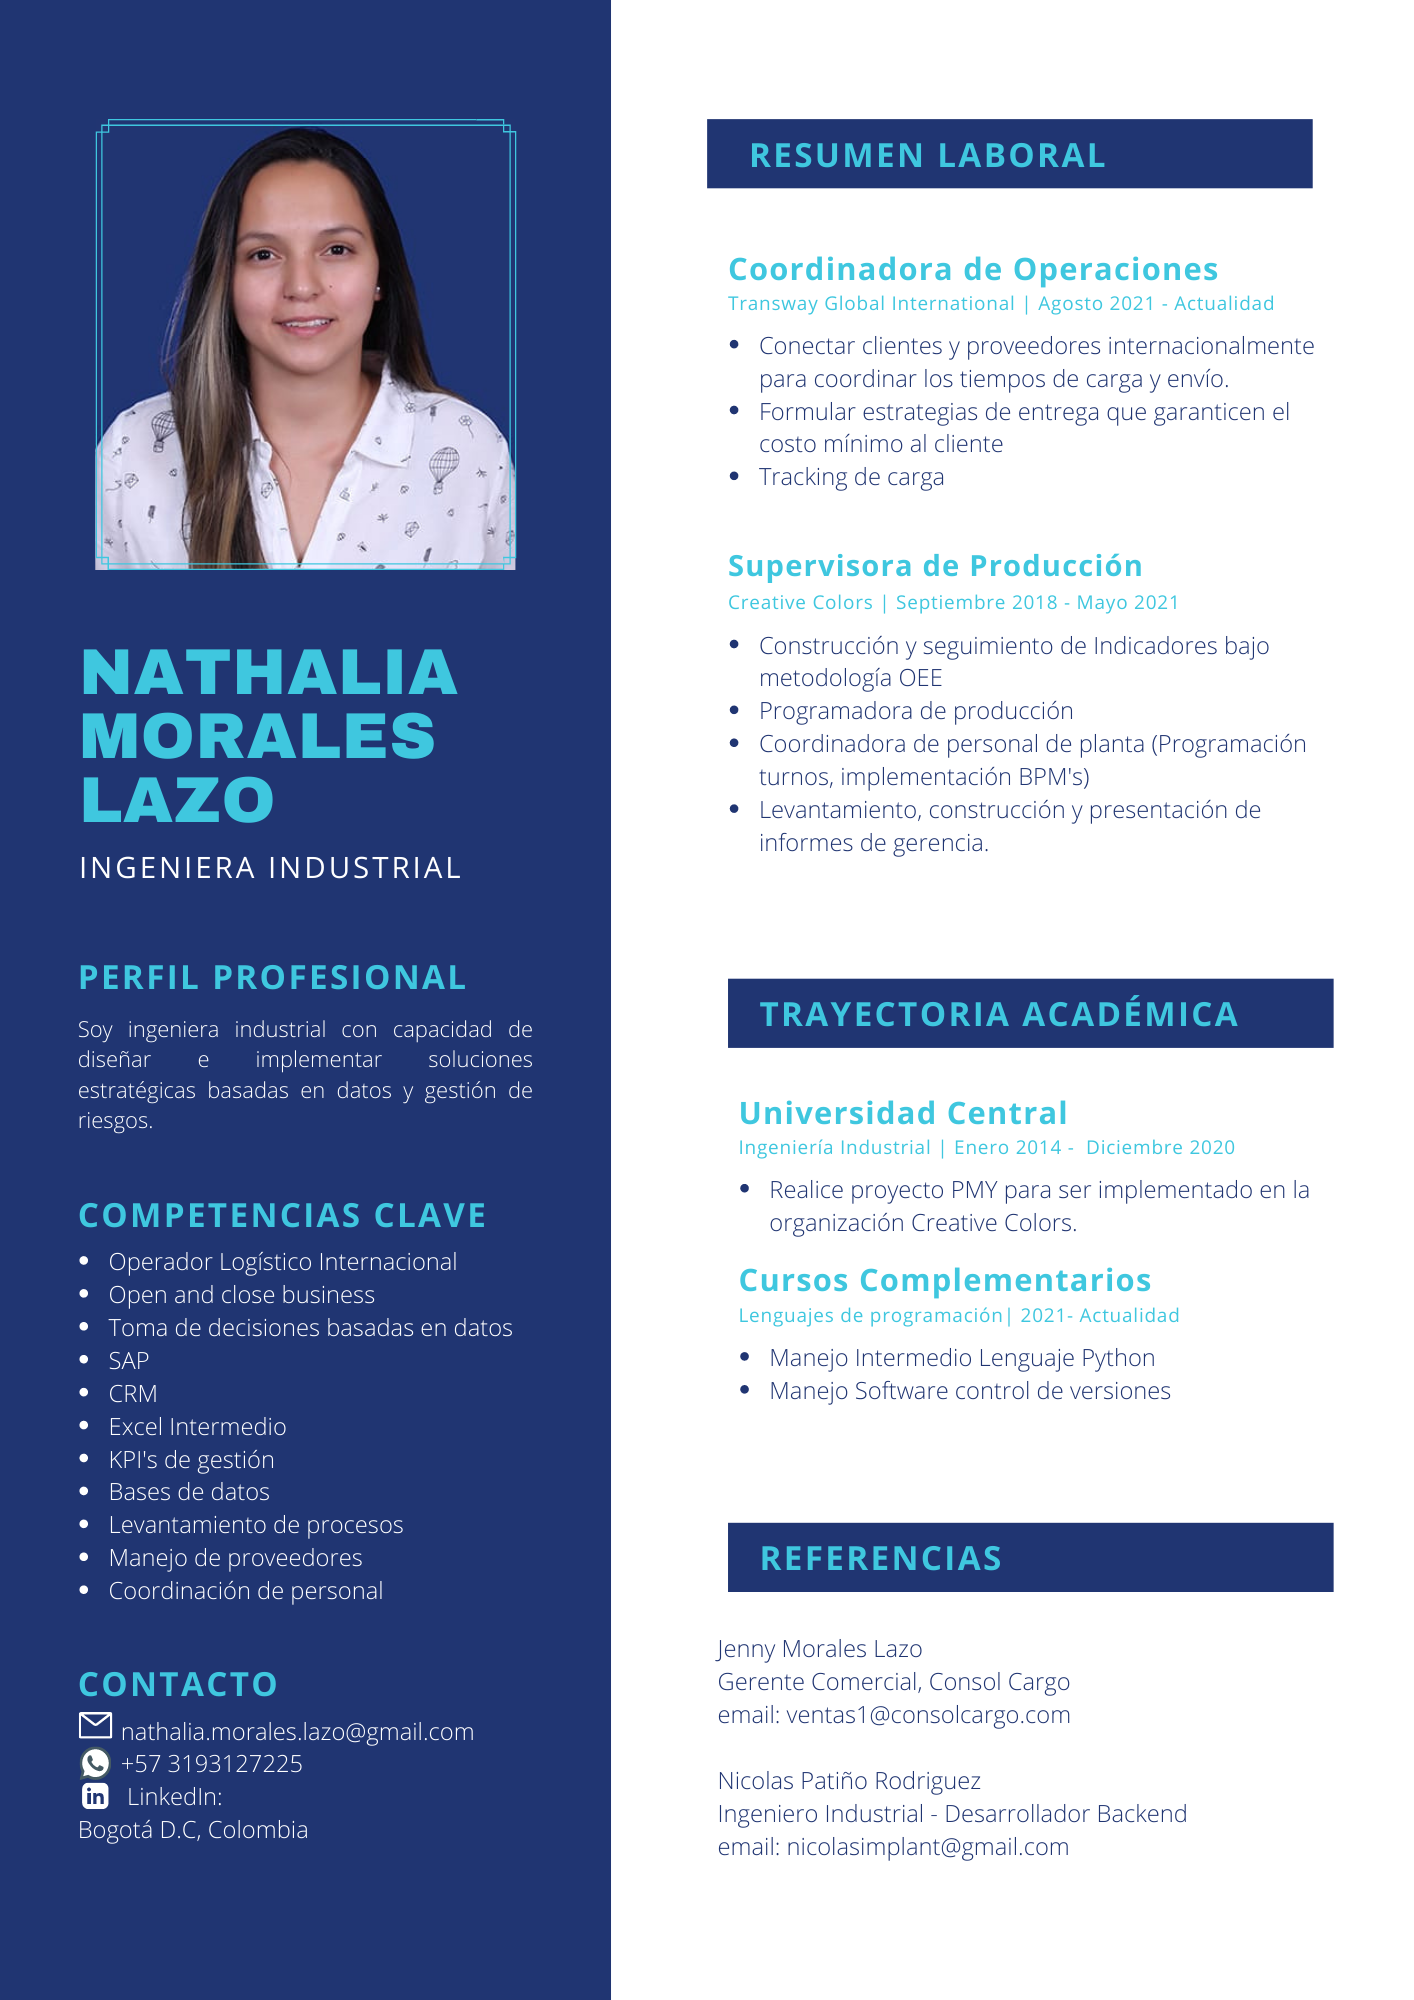 NATHALIA
MORALES
LAZO
INGENIERA INDUSTRIAL
PERFIL PROFESIONAL
Soy ingeniera industrial con capacidad de
diseñar e implementar soluciones
estratégicas basadas en datos y gestión de
riesgos.
COMPETENCIAS CLAVE
• Operador Logístico Internacional
• Open and close business
• Toma de decisiones basadas en datos
• SAP
• CRM
• Excel Intermedio
• KPI's de gestión
• Bases de datos
• Levantamiento de procesos
• Manejo de proveedores
• Coordinación de personal
CONTACTO
nathalia.morales.lazo@gmail.com
+57 3193127225
in LinkedIn:
Bogotá D.C, Colombia
RESUMEN LABORAL
Coordinadora de Operaciones
Transway Global International | Agosto 2021 - Actualidad
• Conectar clientes y proveedores internacionalmente
para coordinar los tiempos de carga y envío.
• Formular estrategias de entrega que garanticen el
costo mínimo al cliente
• Tracking de carga
Supervisora de Producción
Creative Colors | Septiembre 2018 - Mayo 2021
• Construcción y seguimiento de Indicadores bajo
metodología OEE
• Programadora de producción
• Coordinadora de personal de planta (Programación
turnos, implementación BPM's)
• Levantamiento, construcción y presentación de
informes de gerencia.
TRAYECTORIA ACADÉMICA
Universidad Central
Ingeniería Industrial | Enero 2014 - Diciembre 2020
• Realice proyecto PMY para ser implementado en la
organización Creative Colors.
Cursos Complementarios
Lenguajes de programación| 2021- Actualidad
• Manejo Intermedio Lenguaje Python
• Manejo Software control de versiones
REFERENCIAS
Jenny Morales Lazo
Gerente Comercial, Consol Cargo
email: ventas1@consolcargo.com
Nicolas Patiño Rodriguez
Ingeniero Industrial - Desarrollador Backend
email: nicolasimplant@gmail.com